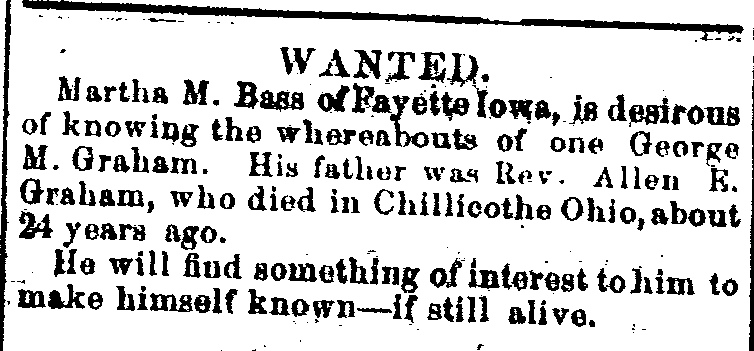 WANTED.
Martha M. Bass of Fayette Iowa, is desirous
of knowing the whereabouts of one George
M. Graham. His father was Rev. Allen E.
Graham, who died in Chillicothe Ohio, about
24 years ago.
He will find something of interest to him to
make himself known—if still alive.